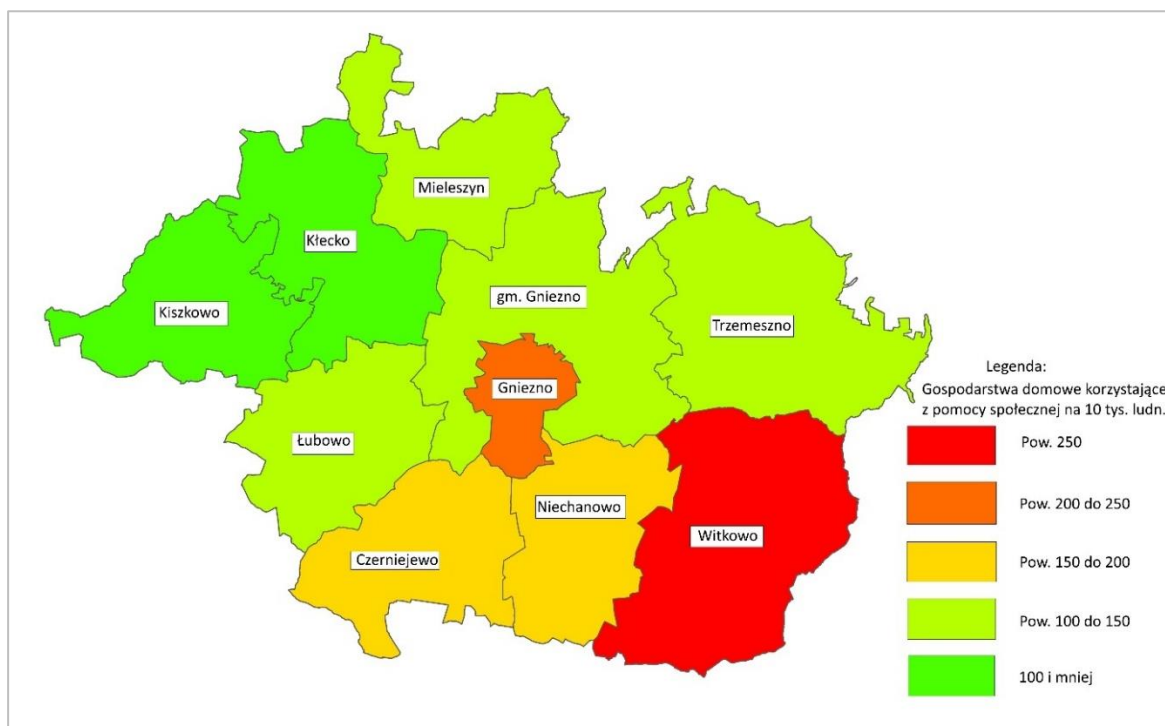 Mieleszyn
Kłecko
Kiszkowo
gm. Gniezno
Trzemeszno
Gniezno
Łubowo
Niechanowo
Witkowo
Czerniejewo
Legenda:
Gospodarstwa domowe korzystające
z pomocy społecznej na 10 tys. ludn.
Pow. 250
Pow. 200 do 250
Pow. 150 do 200
Pow. 100 do 150
100 i mniej